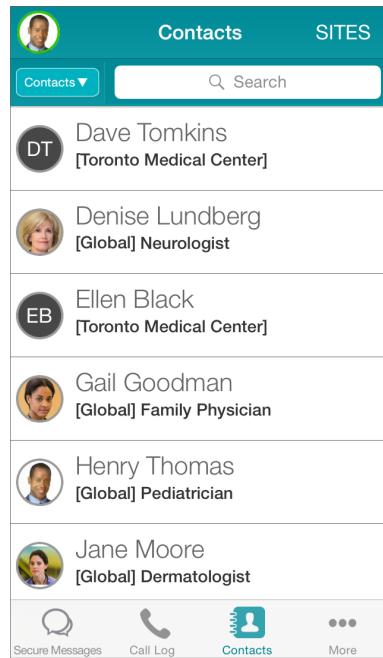 Contacts
SITES
Contacts▼
Search
DT
Dave Tomkins
[Toronto Medical Center]
Denise Lundberg
[Global] Neurologist
EB
Ellen Black
[Toronto Medical Center]
Gail Goodman
[Global] Family Physician
Henry Thomas
[Global] Pediatrician
Jane Moore
[Global] Dermatologist
Secure Messages
Call Log
Contacts
More